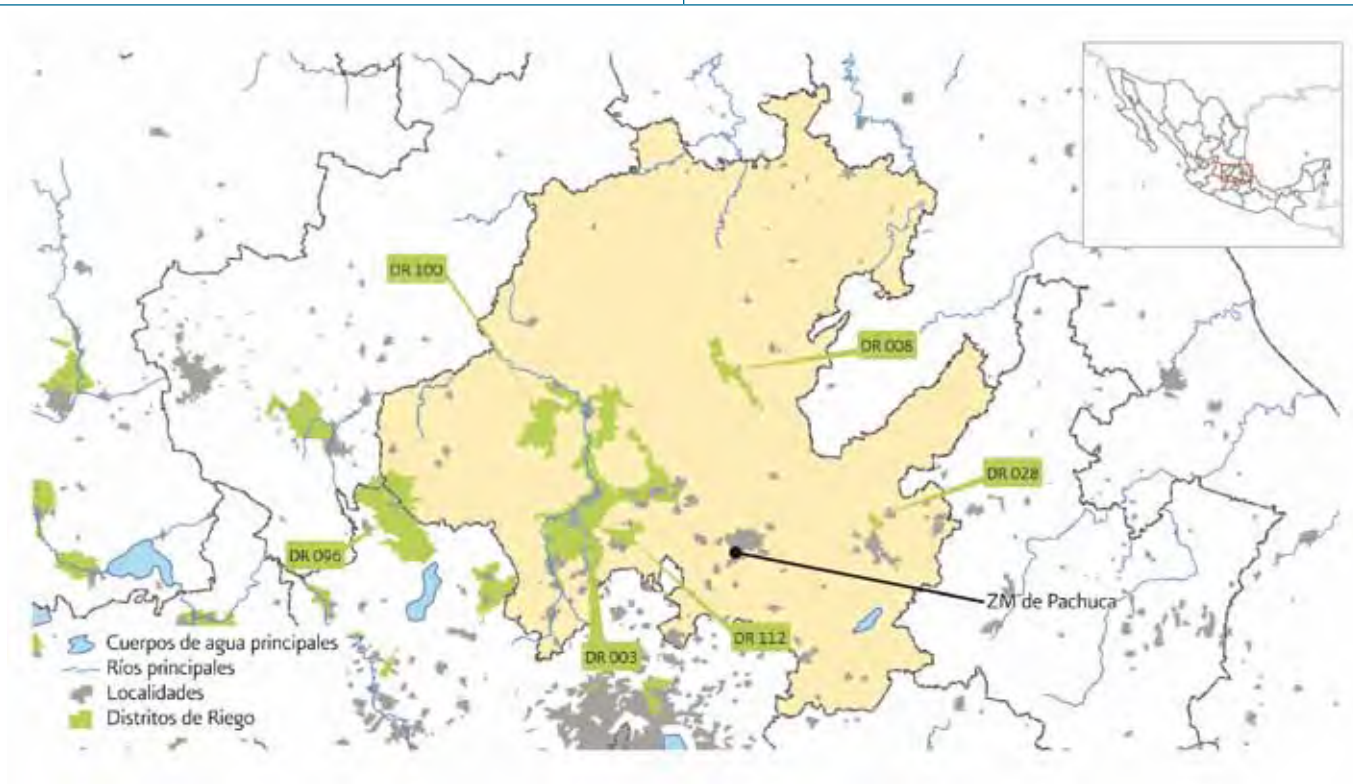 DR 100
DR 008
DR 028
DR 096
ZM de Pachuca
DR 112
DR 003
Cuerpos de agua principales
Ríos principales
Localidades
Distritos de Riego